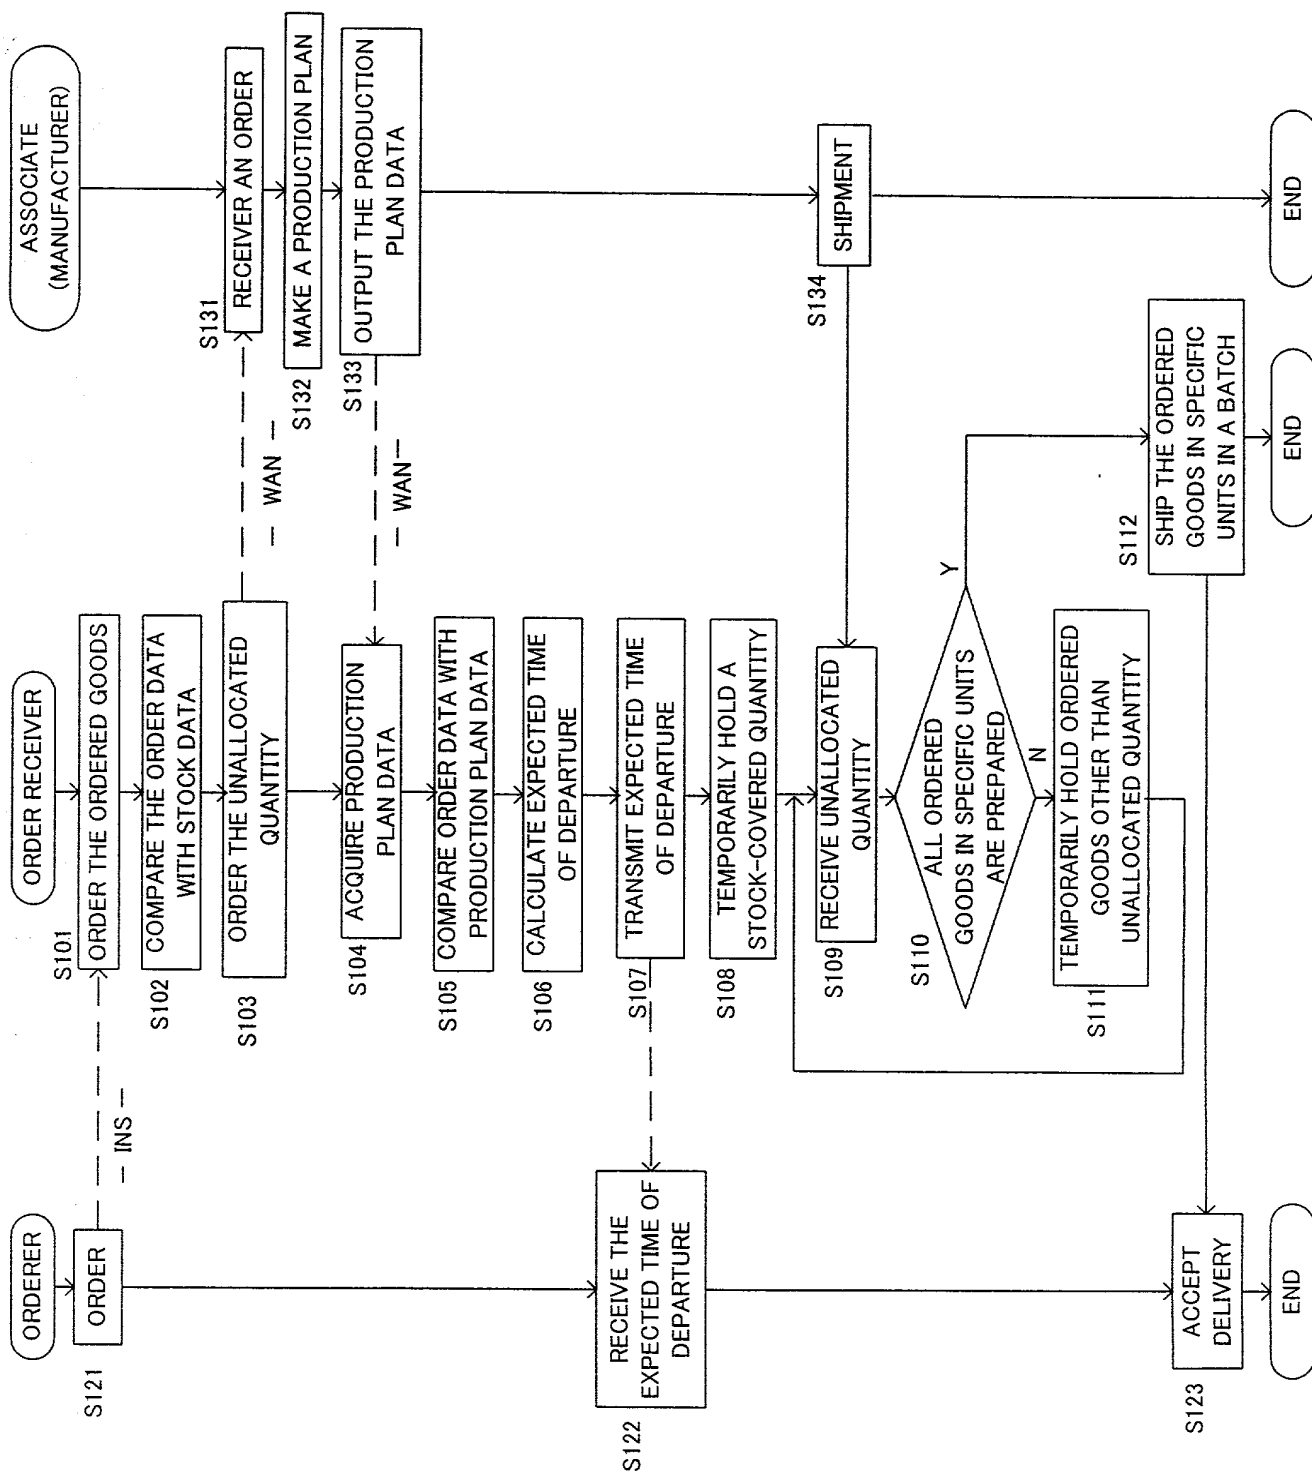 ORDERER
S121
ORDER
— INS —
RECEIVE THE
EXPECTED TIME OF
DEPARTURE
S122
ACCEPT
DELIVERY
S123
END
ORDER RECEIVER
S101
ORDER THE ORDERED GOODS
COMPARE THE ORDER DATA
WITH STOCK DATA
S102
ORDER THE UNALLOCATED
QUANTITY
S103
ACQUIRE PRODUCTION
PLAN DATA
S104
COMPARE ORDER DATA WITH
PRODUCTION PLAN DATA
S105
CALCULATE EXPECTED TIME
OF DEPARTURE
S106
TRANSMIT EXPECTED TIME
OF DEPARTURE
S107
TEMPORARILY HOLD A
STOCK-COVERED QUANTITY
S108
RECEIVE UNALLOCATED
QUANTITY
S109
ALL ORDERED
GOODS IN SPECIFIC UNITS
ARE PREPARED
S110
Y
N
TEMPORARILY HOLD ORDERED
GOODS OTHER THAN
UNALLOCATED QUANTITY
S111
S112
SHIP THE ORDERED
GOODS IN SPECIFIC
UNITS IN A BATCH
END
ASSOCIATE
(MANUFACTURER)
S131
RECEIVER AN ORDER
— WAN —
S132
MAKE A PRODUCTION PLAN
S133
OUTPUT THE PRODUCTION
PLAN DATA
— WAN —
S134
SHIPMENT
END